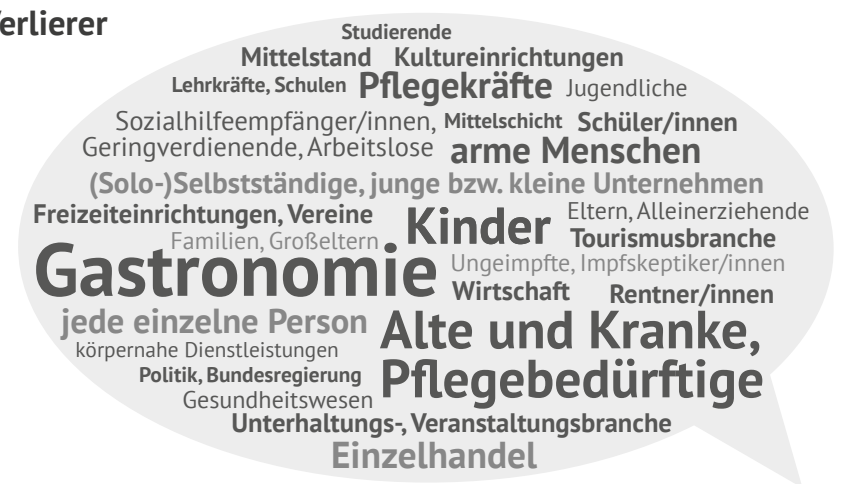 erlierer
Studierende
Mittelstand Kultureinrichtungen
Lehrkräfte, Schulen Pflegekräfte Jugendliche
Sozialhilfeempfänger/innen, Mittelschicht Schüler/innen
Geringverdienende, Arbeitslose arme Menschen
(Solo-)Selbstständige, junge bzw. kleine Unternehmen
Freizeiteinrichtungen, Vereine Kinder Eltern, Alleinerziehende
Familien, Großeltern Tourismusbranche
Gastronomie Ungeimpfte, Impfskeptiker/innen
Wirtschaft Rentner/innen
jede einzelne Person Alte und Kranke,
körpernahe Dienstleistungen
Politik, Bundesregierung Pflegebedürftige
Gesundheitswesen
Unterhaltungs-, Veranstaltungsbranche
Einzelhandel